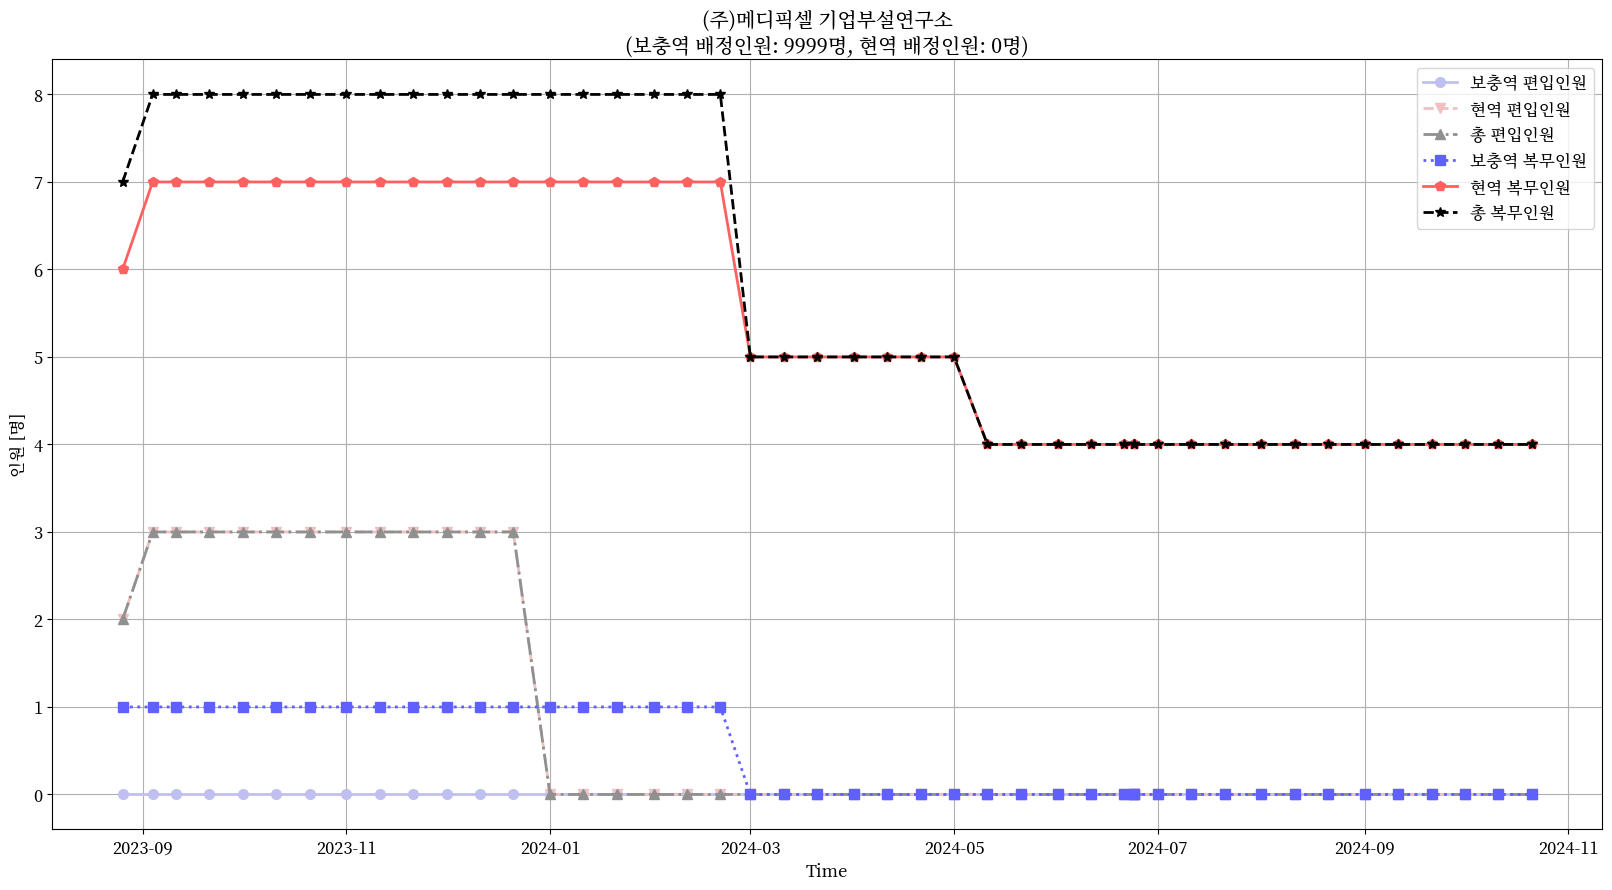 (주)메디픽셀 기업부설연구소
(보충역 배정인원: 9999명, 현역 배정인원: 0명)
보충역 편입인원
현역 편입인원
총 편입인원
보충역 복무인원
현역 복무인원
총 복무인원
인원 [명]
8
7
6
5
4
3
2
1
0
2023-09
2023-11
2024-01
2024-03
2024-05
2024-07
2024-09
2024-11
Time